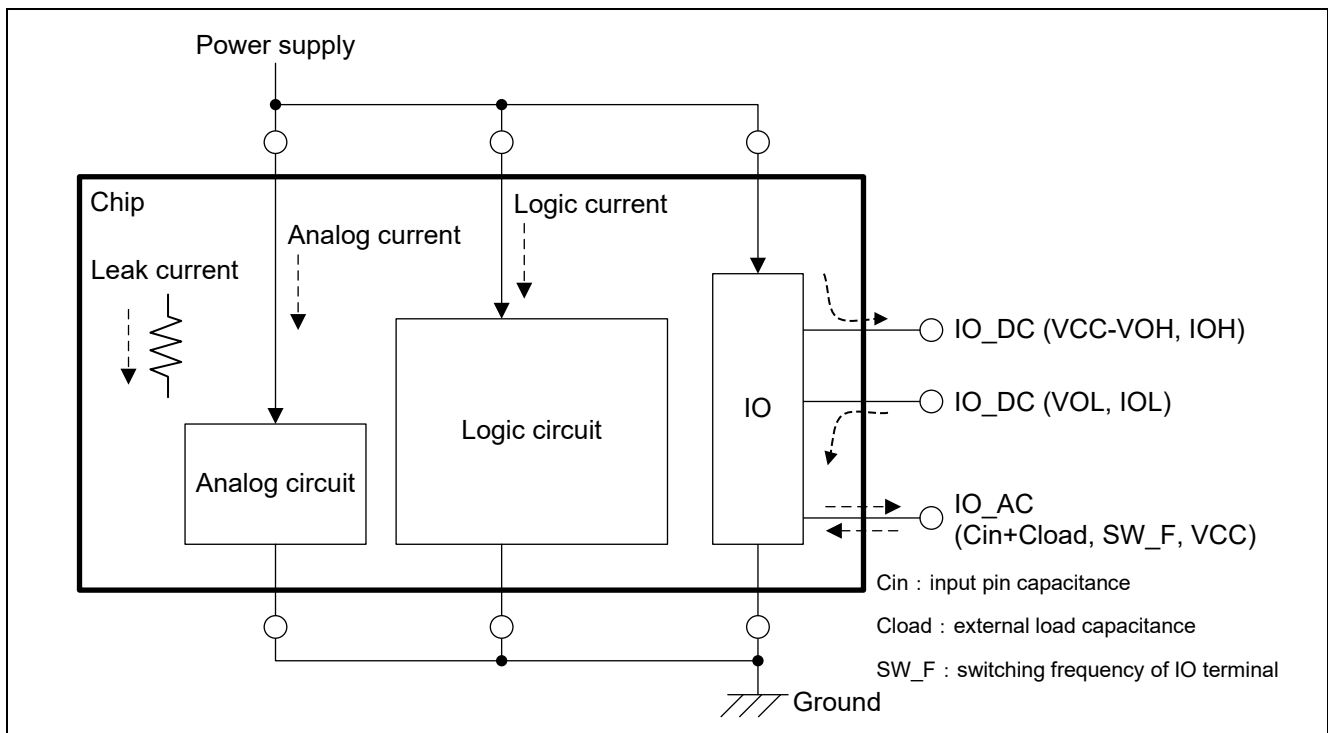 Power supply
Chip
Logic current
Analog current
Leak current
IO_DC (VCC-VOH, IOH)
IO
IO_DC (VOL, IOL)
Logic circuit
Analog circuit
IO_AC
(Cin+Cload, SW_F, VCC)
Cin : input pin capacitance
Cload : external load capacitance
SW_F : switching frequency of IO terminal
Ground